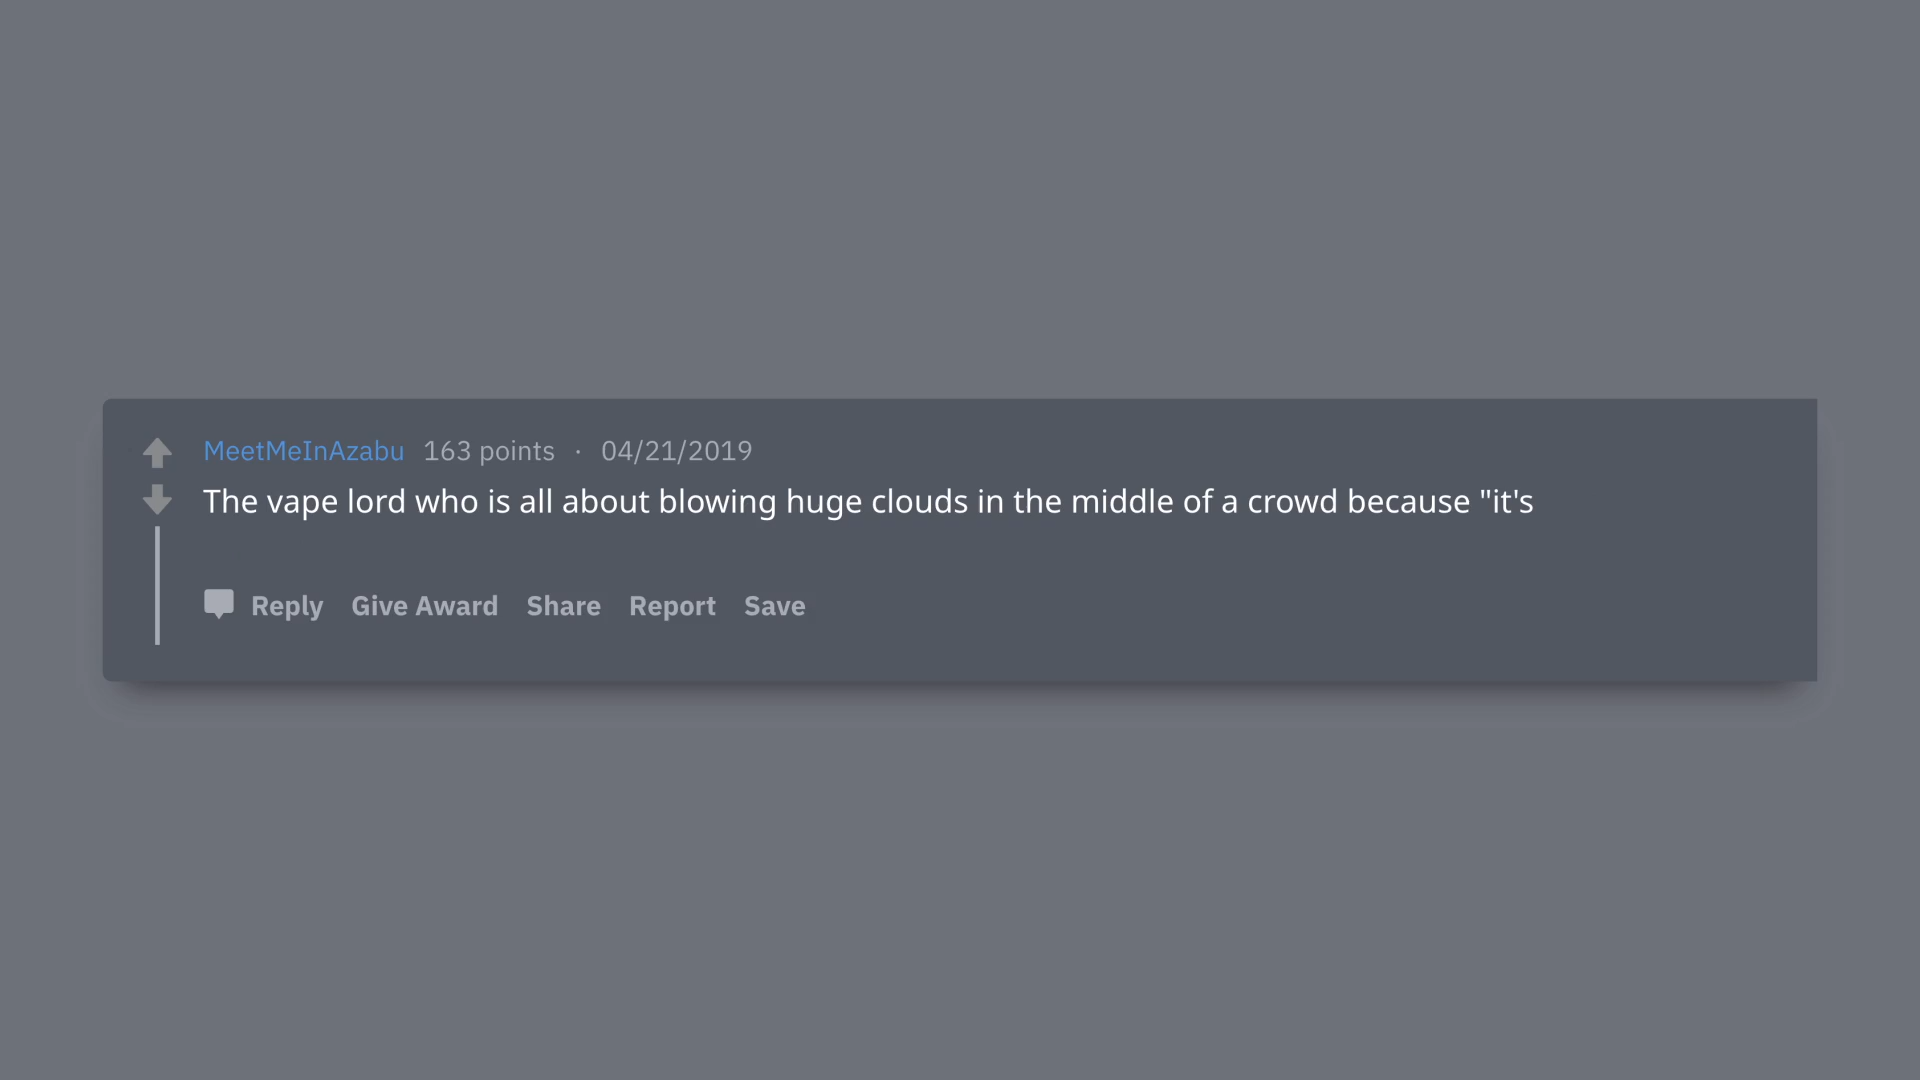 MeetMeInAzabu 163 points · 04/21/2019
The vape lord who is all about blowing huge clouds in the middle of a crowd because "it's
Reply Give Award Share Report Save